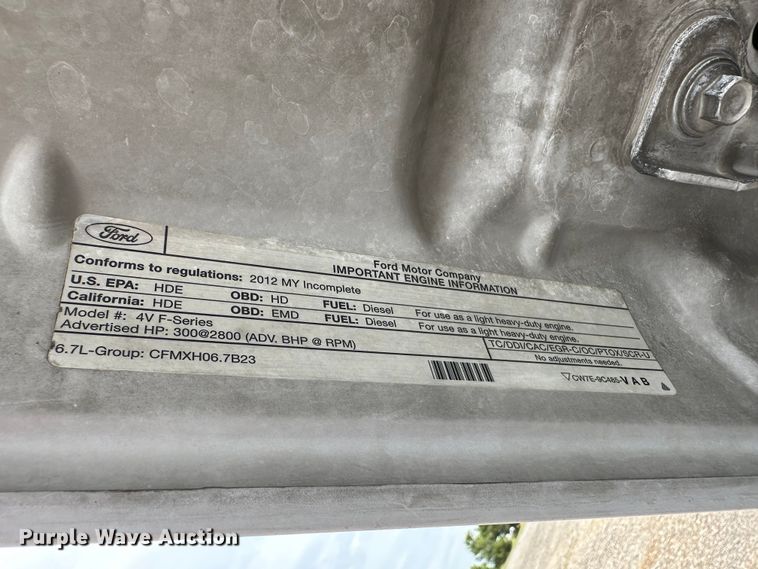 Ford
Ford Motor Company
IMPORTANT ENGINE INFORMATION
Conforms to regulations: 2012 MY Incomplete
U.S. EPA: HDE OBD: HD FUEL: Diesel For use as a light heavy-duty engine.
California: HDE OBD: EMD FUEL: Diesel For use as a light heavy-duty engine.
Model #: 4V F-Series TC/DDI/CAC/EGR-C/OC/PTOX/SCR-U
Advertised HP: 300@2800 (ADV. BHP @ RPM) No adjustments needed.
6.7L-Group: CFMXH06.7B23 CW7E-9C485-VAB
Purple Wave Auction